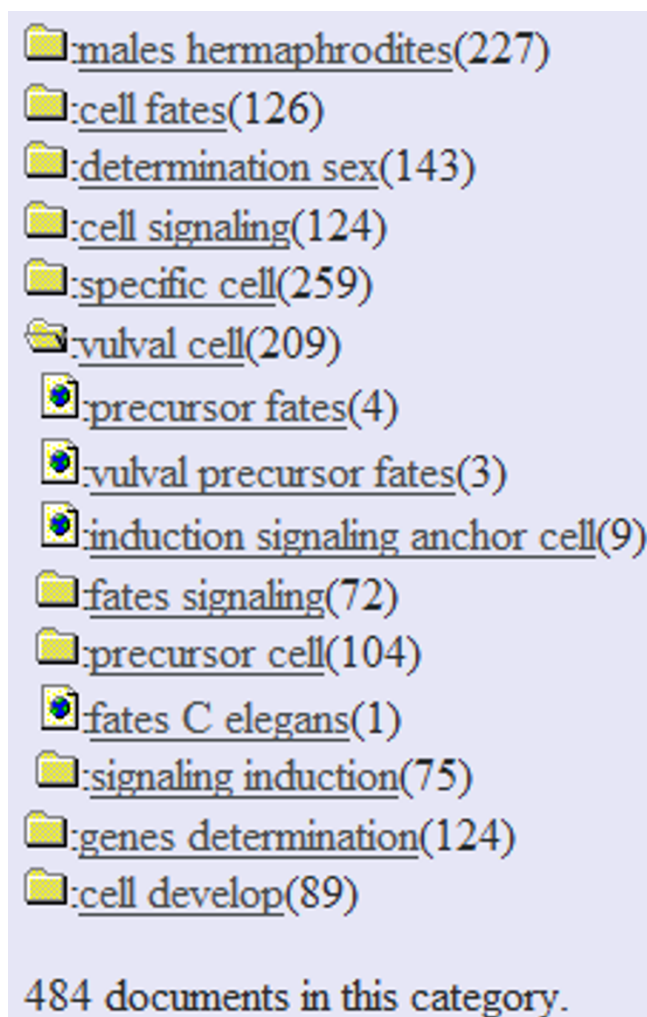 :males hermaphrodites(227)
:cell fates(126)
:determination sex(143)
:cell signaling(124)
:specific cell(259)
:vulval cell(209)
:precursor fates(4)
:vulval precursor fates(3)
:induction signaling anchor cell(9)
:fates signaling(72)
:precursor cell(104)
:fates C elegans(1)
:signaling induction(75)
:genes determination(124)
:cell develop(89)
484 documents in this category.